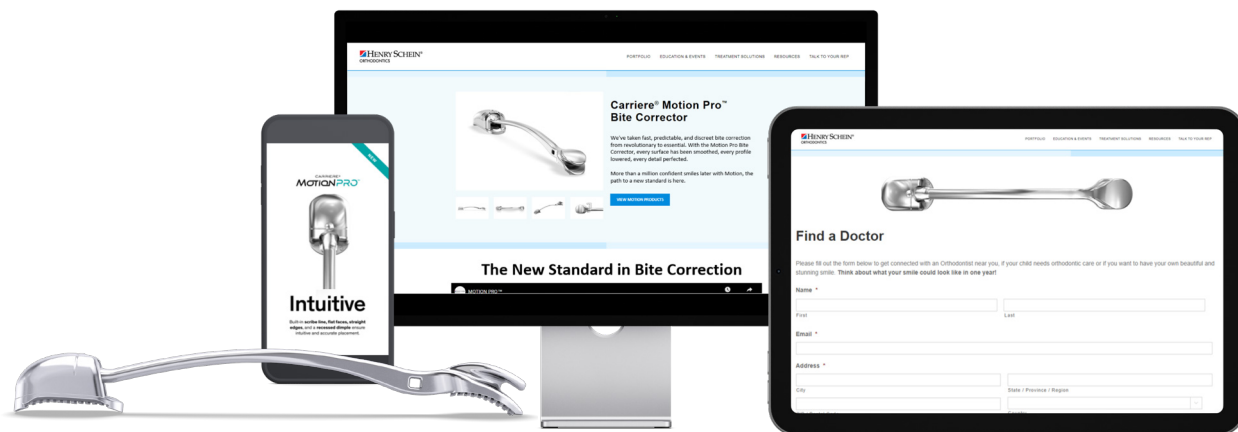 HENRY SCHEIN®
ORTHODONTICS
PORTFOLIO EDUCATION & EVENTS TREATMENT SOLUTIONS RESOURCES TALK TO YOUR REP
Carriere® Motion Pro™
Bite Corrector
We've taken fast, predictable, and discreet bite correction
from revolutionary to essential. With the Motion Pro Bite
Corrector, every surface has been smoothed, every profile
lowered, every detail perfected.
More than a million confident smiles later with Motion, the
path to a new standard is here.
VIEW MOTION PRODUCTS
The New Standard in Bite Correction
MOTION PRO™
NEW
CARRIERE®
MOTIONPRO™
Intuitive
Built-in scribe line, flat faces, straight
edges, and a recessed dimple ensure
intuitive and accurate placement.
HENRY SCHEIN®
ORTHODONTICS
PORTFOLIO EDUCATION & EVENTS TREATMENT SOLUTIONS RESOURCES TALK TO YOUR REP
Find a Doctor
Please fill out the form below to get connected with an Orthodontist near you, if your child needs orthodontic care or if you want to have your own beautiful and
stunning smile. Think about what your smile could look like in one year!
Name *
First Last
Email *
Address *
City State / Province / Region